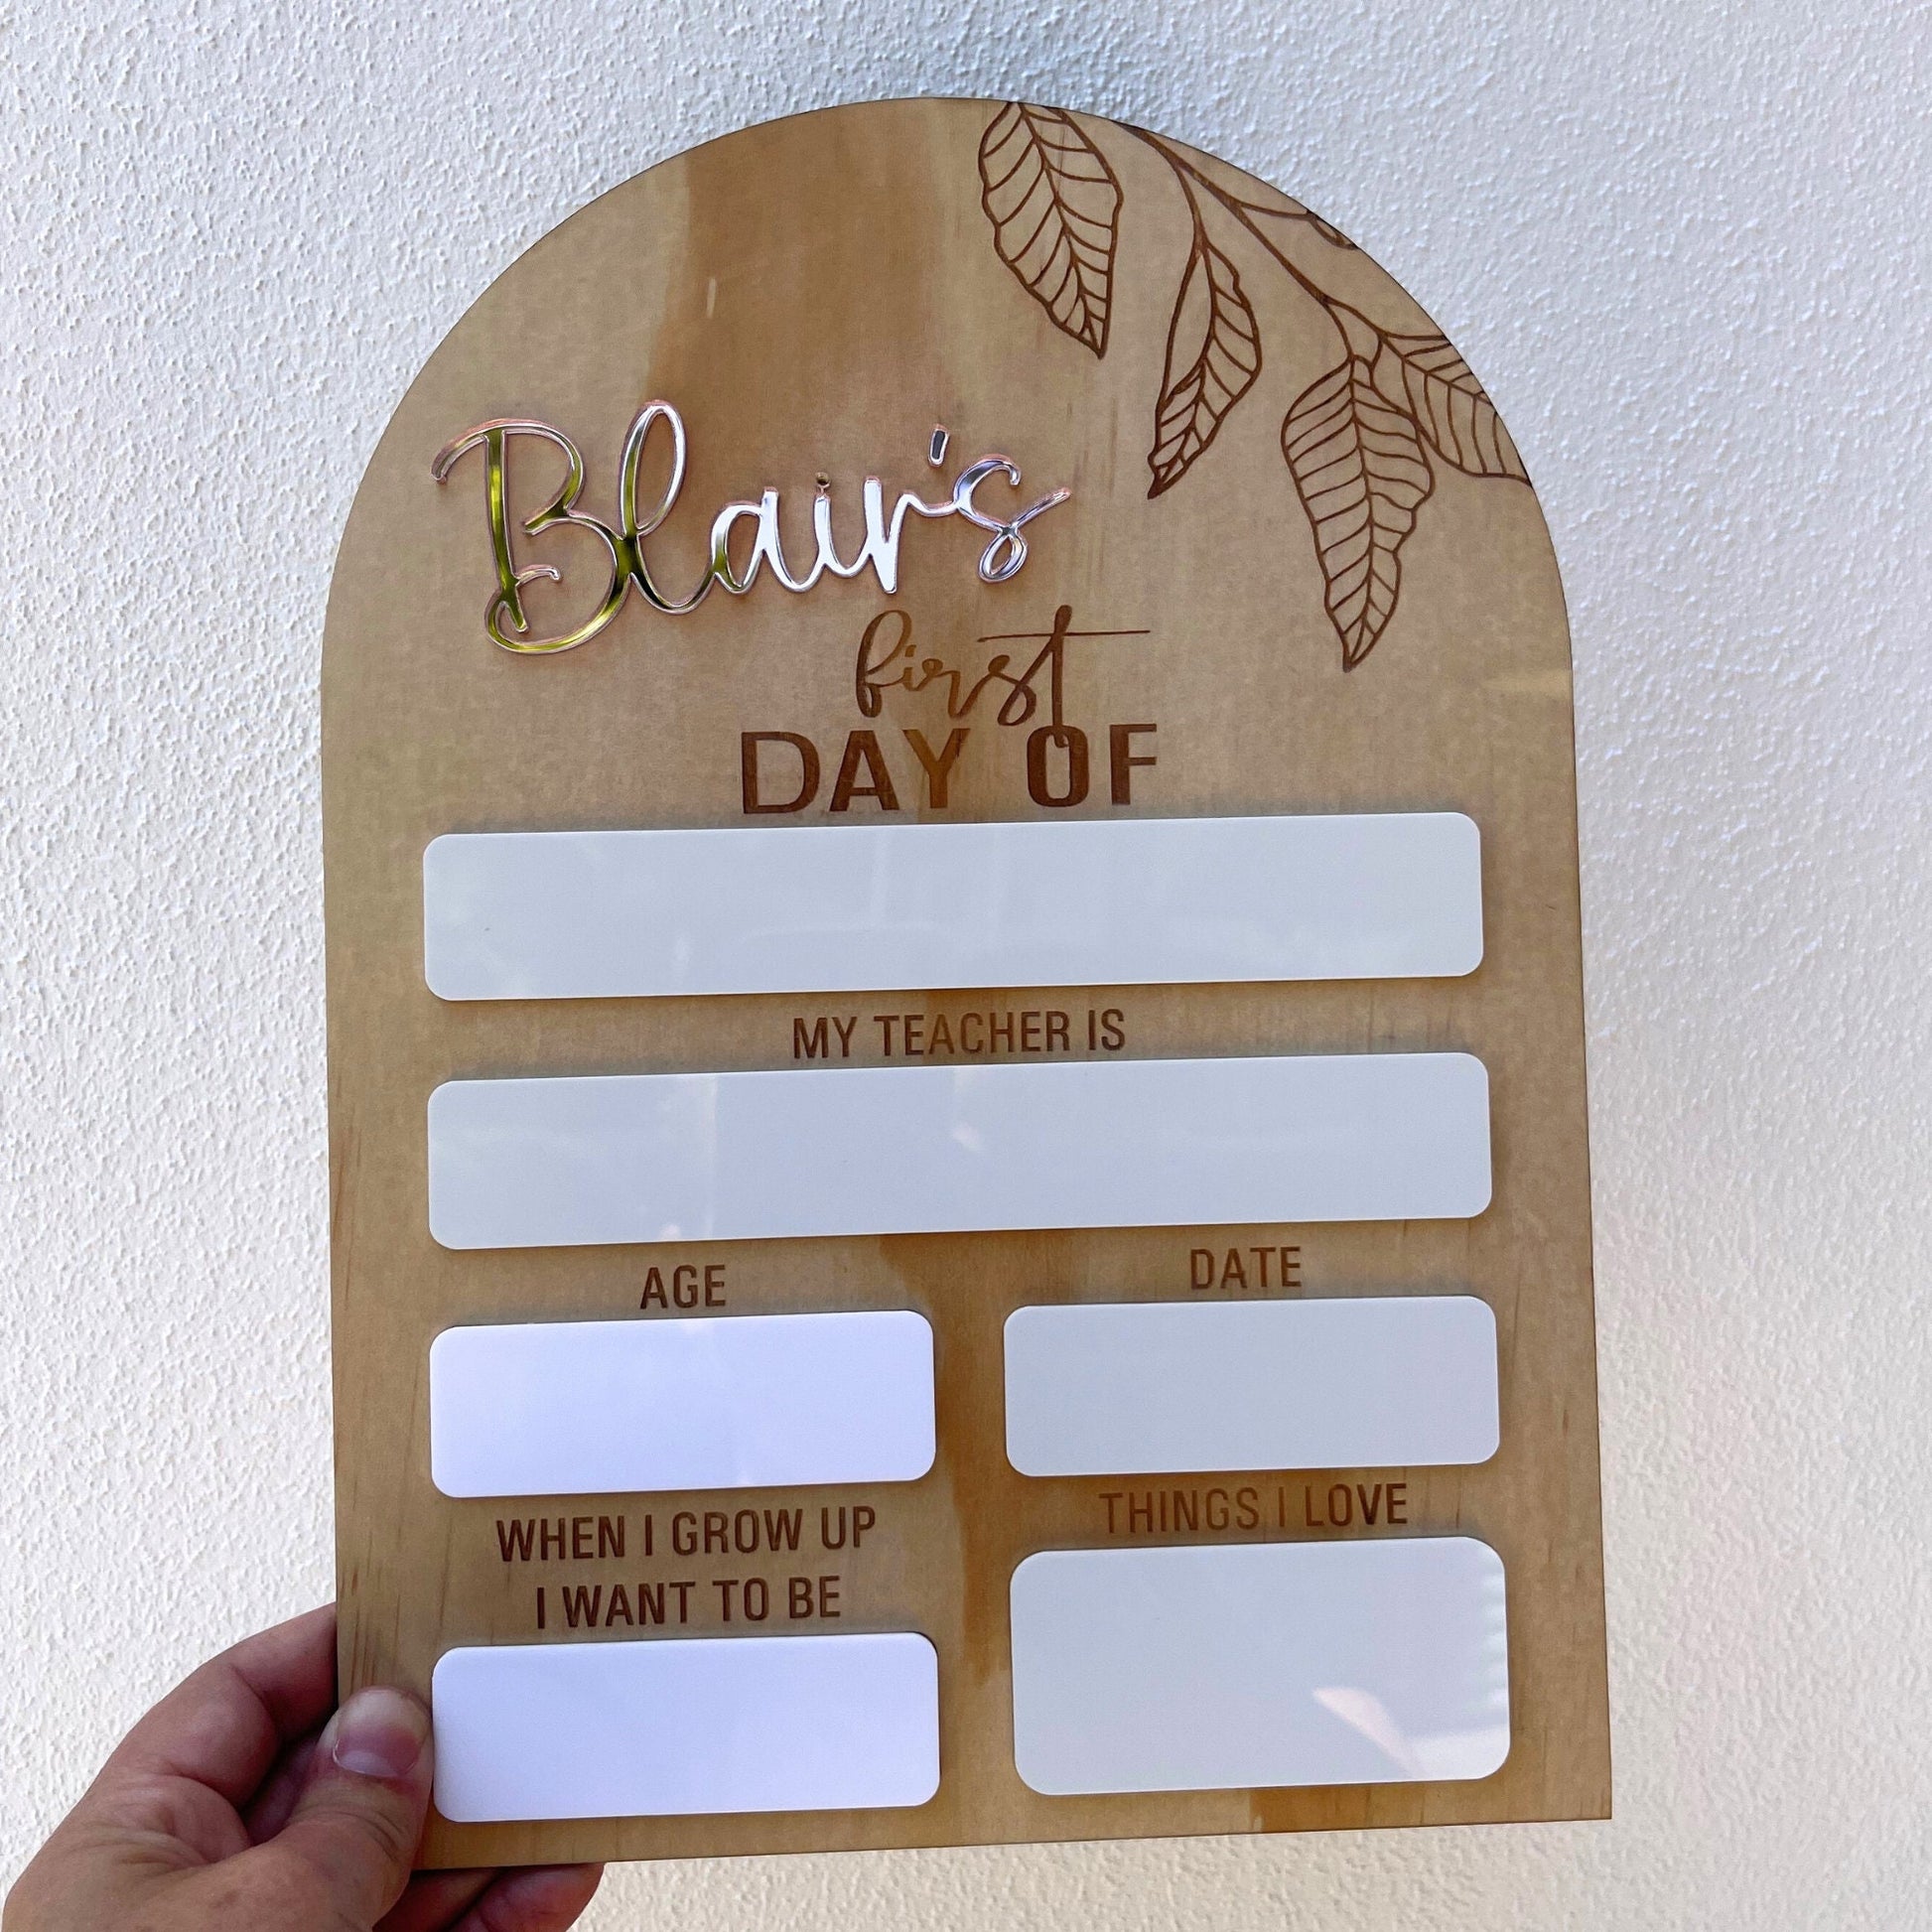 Blair's
first
DAY OF
MY TEACHER IS
AGE
DATE
WHEN I GROW UP
I WANT TO BE
THINGS I LOVE